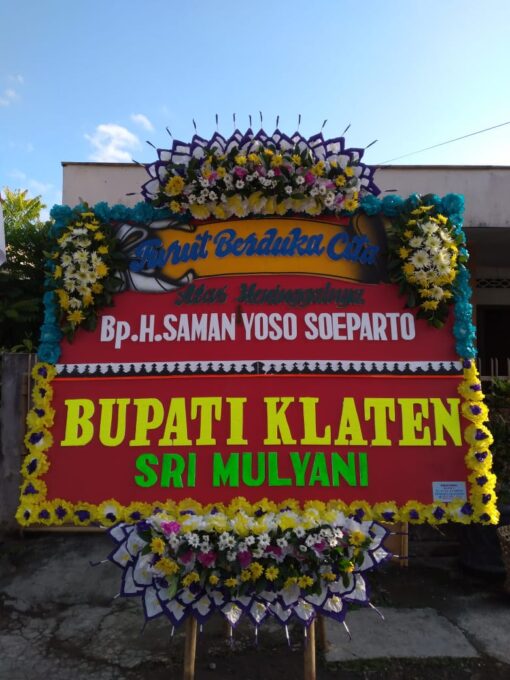 Turut Berduka Cita
Atas Meninggalnya
Bp.H.SAMAN YOSO SOEPARTO
BUPATI KLATEN
SRI MULYANI